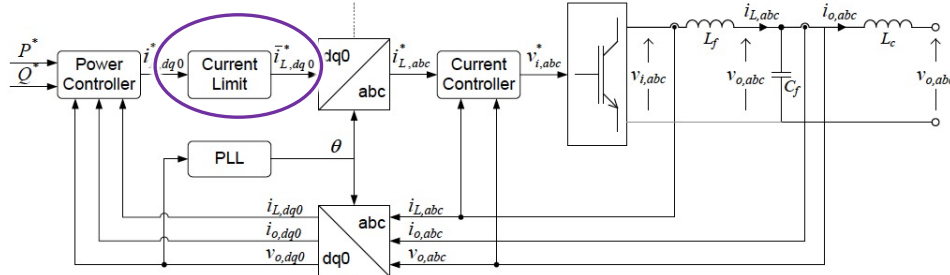 P*
Q*
Power
Controller
i*L,dq0
Current
Limit
i̅*L,dq0
dq0
abc
i*L,abc
Current
Controller
v*i,abc
vi,abc
Lf
iL,abc
vo,abc
Cf
io,abc
Lc
vo,abc
PLL
θ
iL,dq0
io,dq0
vo,dq0
abc
dq0
iL,abc
io,abc
vo,abc